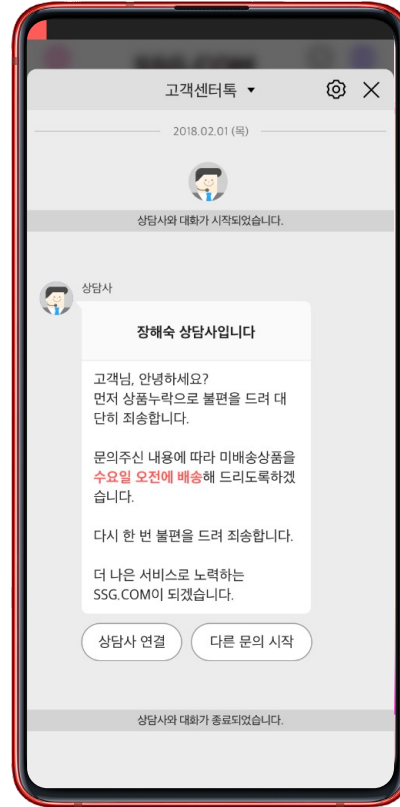 SSG.COM
고객센터톡 ▼
2018.02.01 (목)
상담사와 대화가 시작되었습니다.
상담사
장해숙 상담사입니다
고객님, 안녕하세요?
먼저 상품누락으로 불편을 드려 대
단히 죄송합니다.
문의주신 내용에 따라 미배송상품을
수요일 오전에 배송해 드리도록하겠
습니다.
다시 한 번 불편을 드려 죄송합니다.
더 나은 서비스로 노력하는
SSG.COM이 되겠습니다.
상담사 연결
다른 문의 시작
상담사와 대화가 종료되었습니다.